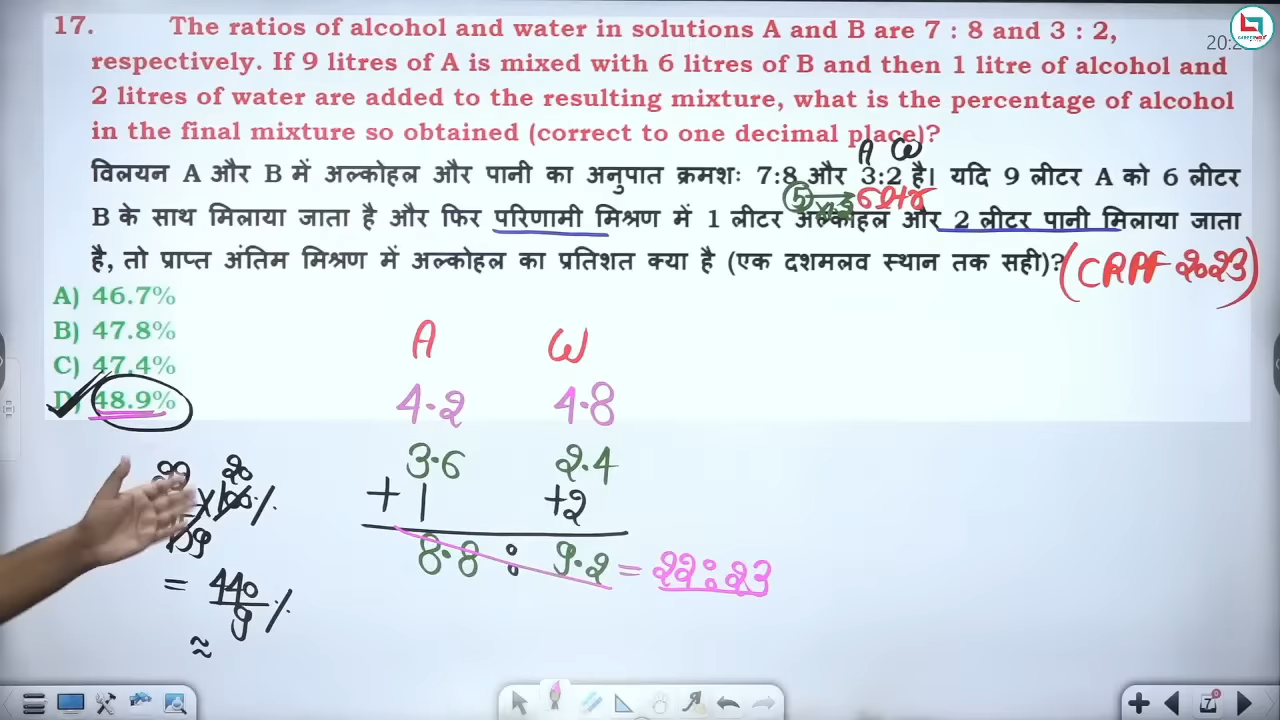 17. The ratios of alcohol and water in solutions A and B are 7 : 8 and 3 : 2,
respectively. If 9 litres of A is mixed with 6 litres of B and then 1 litre of alcohol and
2 litres of water are added to the resulting mixture, what is the percentage of alcohol
in the final mixture so obtained (correct to one decimal place)?
A W
विलयन A और B में अल्कोहल और पानी का अनुपात क्रमशः 7:8 और 3:2 है। यदि 9 लीटर A को 6 लीटर
B के साथ मिलाया जाता है और फिर परिणामी मिश्रण में 1 लीटर अल्कोहल और 2 लीटर पानी मिलाया जाता
है, तो प्राप्त अंतिम मिश्रण में अल्कोहल का प्रतिशत क्या है (एक दशमलव स्थान तक सही)?
(CRPF 2023)
A) 46.7%
B) 47.8%
C) 47.4%
D) 48.9%
A W
4.2 4.8
3.6 2.4
+1 +2
8.8 : 9.2 = 22:23
20
×100%
= 440
9 %
≈